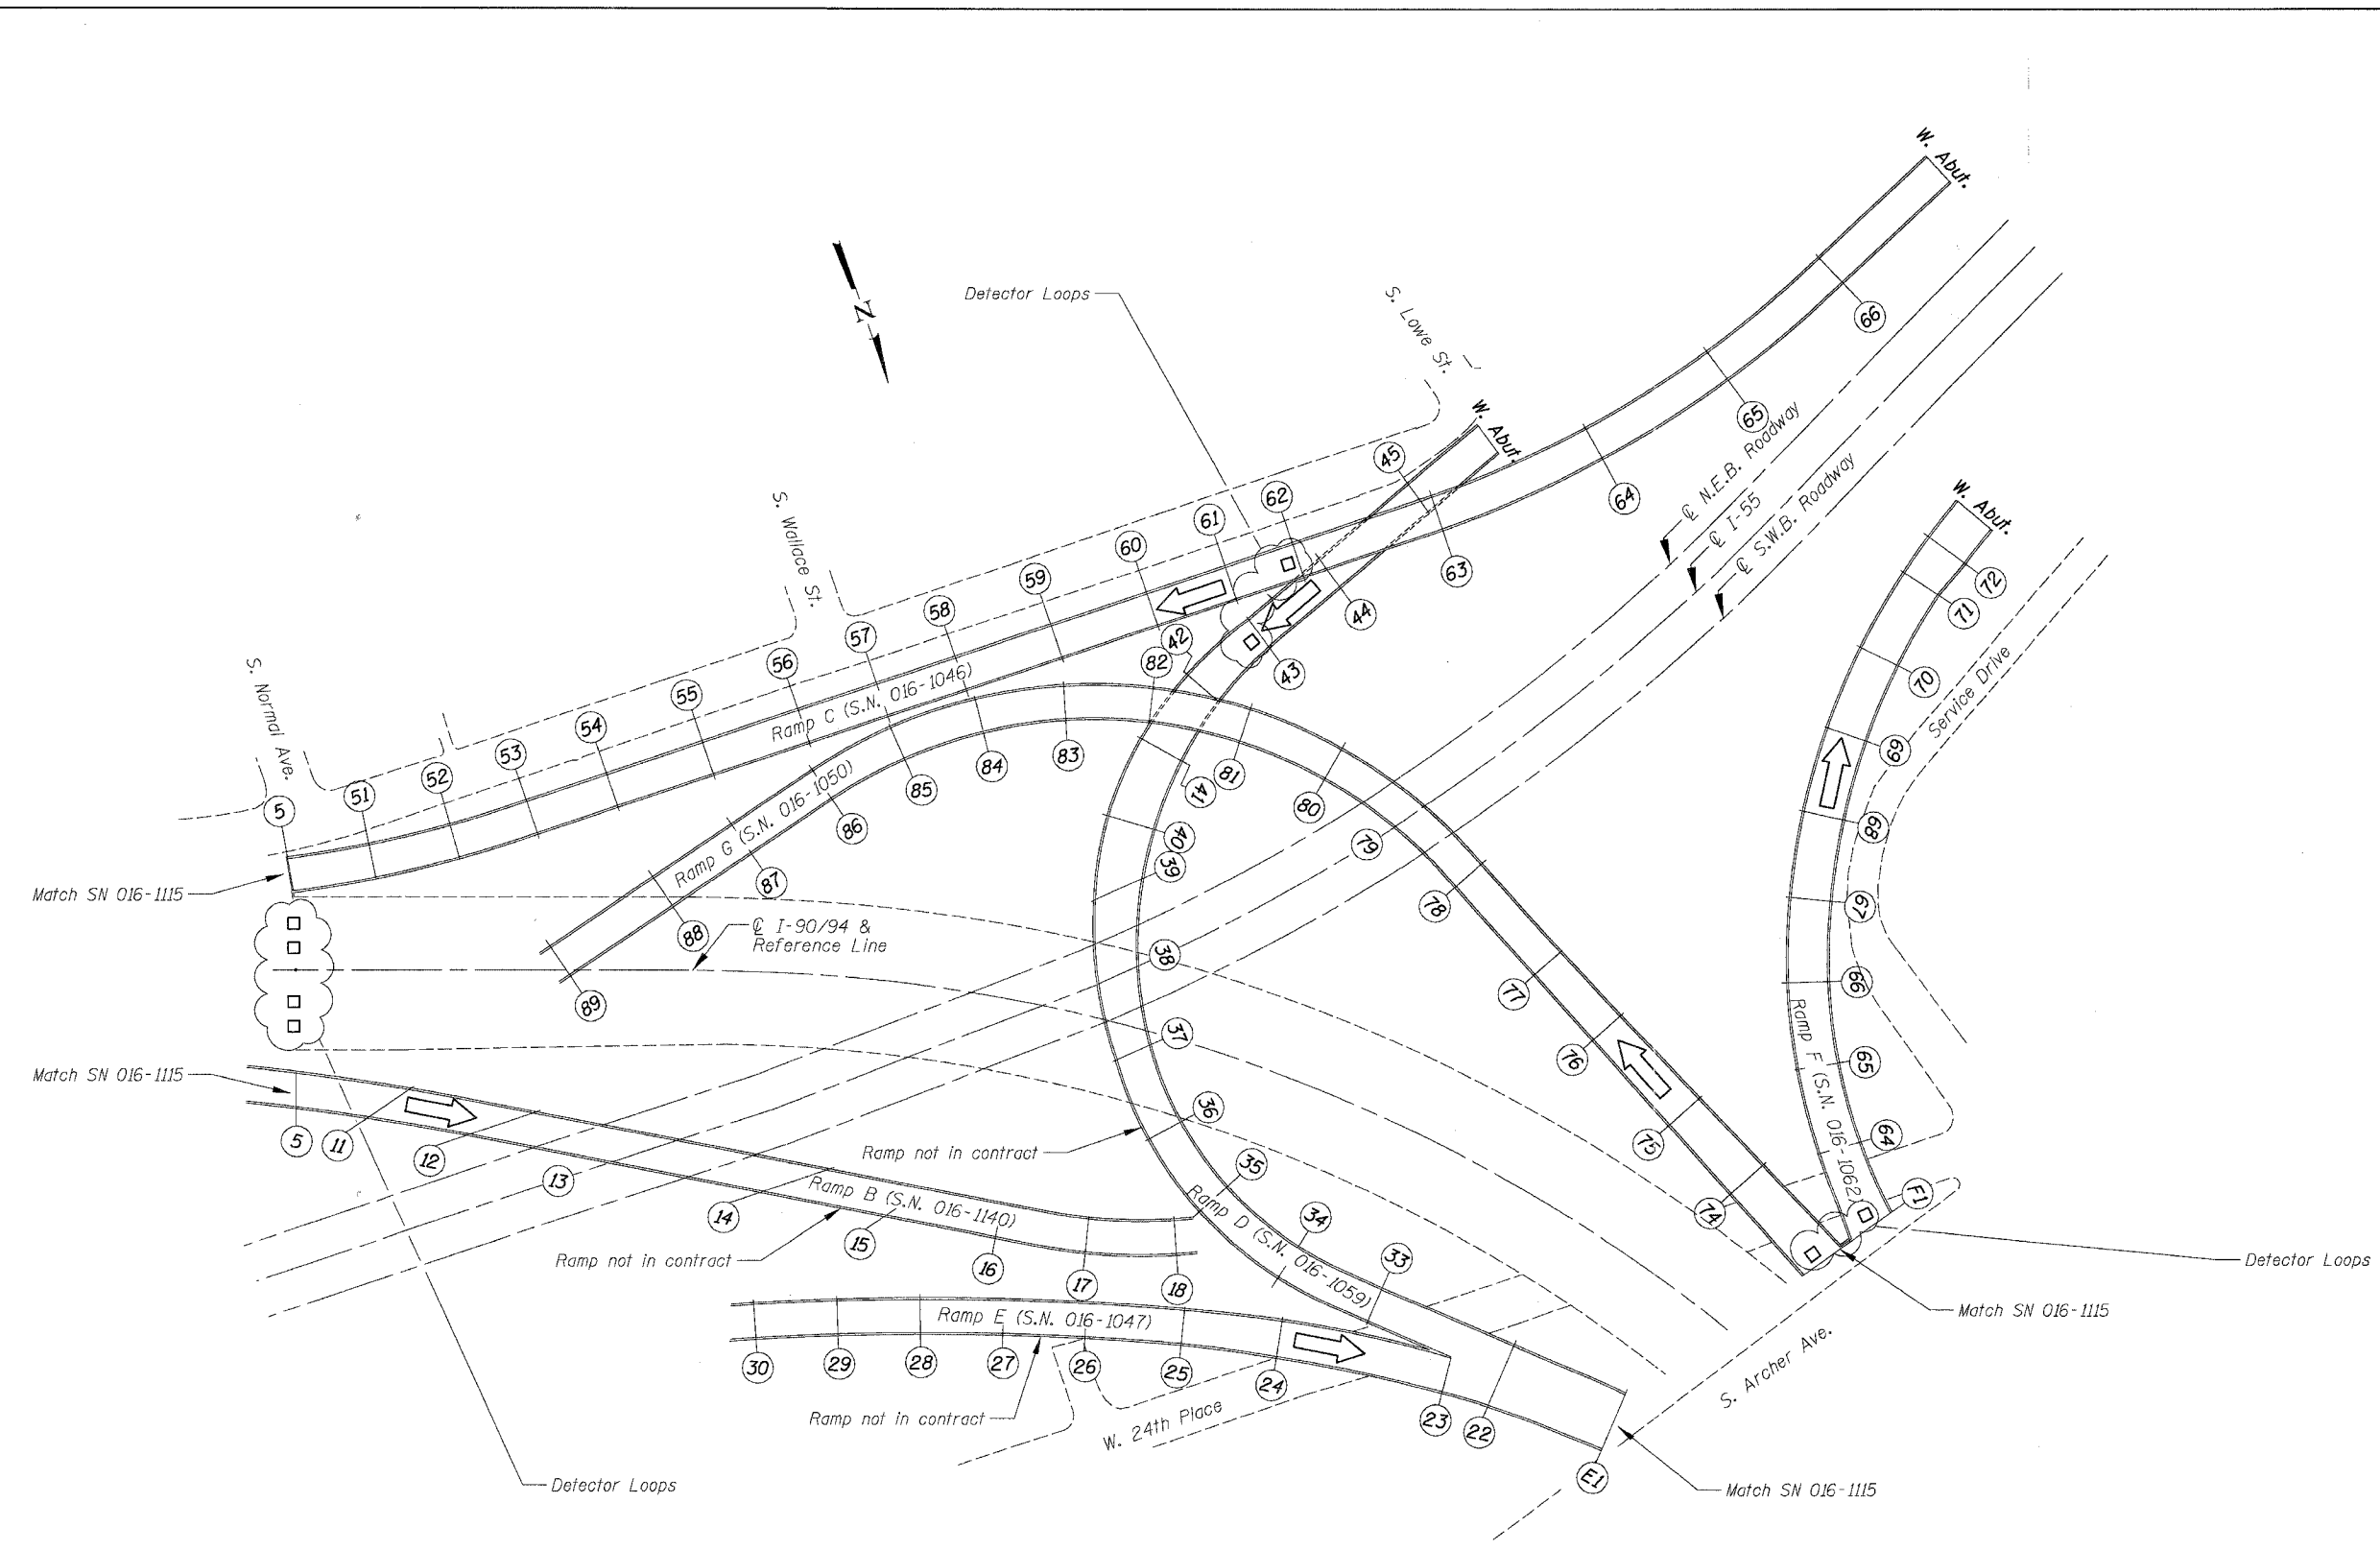 W. Abut.
N
Detector Loops
S. Lowe St.
66
65
W. Abut.
45
62
61
60
59
58
57
56
55
54
53
52
51
5
64
63
44
43
42
82
S. Wallace St.
S. Normal Ave.
℄ N.E.B. Roadway
℄ I-55
℄ S.W.B. Roadway
W. Abut.
72
71
70
69
68
67
66
65
64
F1
Service Drive
Ramp C (S.N. 016-1046)
Ramp G (S.N. 016-1050)
83
84
85
86
87
88
89
81
80
79
78
77
76
75
74
41
40
39
38
37
36
35
34
33
Match SN 016-1115
℄ I-90/94 &
Reference Line
Ramp F (S.N. 016-1062)
Match SN 016-1115
5
11
12
13
14
15
16
17
18
Ramp not in contract
Ramp B (S.N. 016-1140)
Ramp not in contract
Ramp D (S.N. 016-1059)
Detector Loops
Match SN 016-1115
Ramp E (S.N. 016-1047)
30
29
28
27
26
25
24
23
22
E1
Ramp not in contract
W. 24th Place
S. Archer Ave.
Detector Loops
Match SN 016-1115